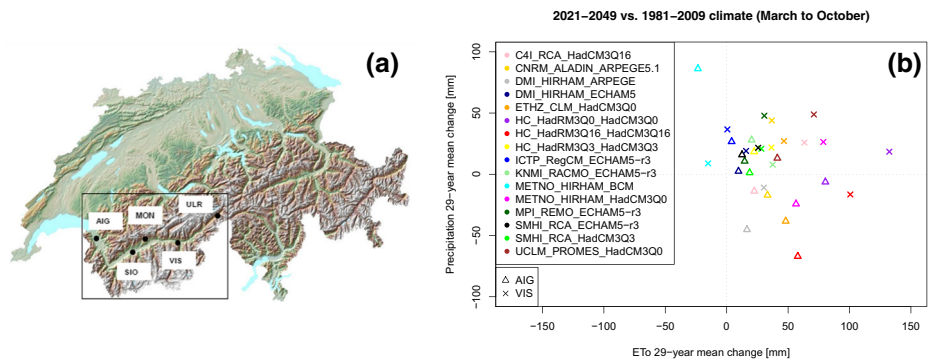 (a)
AIG
MON
ULR
SIO
VIS
2021−2049 vs. 1981−2009 climate (March to October)
(b)
Precipitation 29−year mean change [mm]
100
50
0
−50
−100
C4I_RCA_HadCM3Q16
CNRM_ALADIN_ARPEGE5.1
DMI_HIRHAM_ARPEGE
DMI_HIRHAM_ECHAM5
ETHZ_CLM_HadCM3Q0
HC_HadRM3Q0_HadCM3Q0
HC_HadRM3Q16_HadCM3Q16
HC_HadRM3Q3_HadCM3Q3
ICTP_RegCM_ECHAM5−r3
KNMI_RACMO_ECHAM5−r3
METNO_HIRHAM_BCM
METNO_HIRHAM_HadCM3Q0
MPI_REMO_ECHAM5−r3
SMHI_RCA_ECHAM5−r3
SMHI_RCA_HadCM3Q3
UCLM_PROMES_HadCM3Q0
AIG
VIS
−150 −100 −50 0 50 100 150
ETo 29−year mean change [mm]